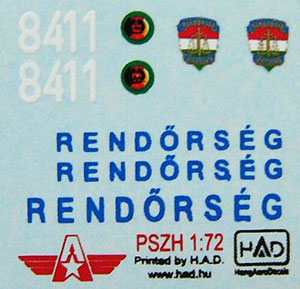 8411
8411
RENDŐRSÉG
RENDŐRSÉG
RENDŐRSÉG
PSZH 1:72
Printed by H.A.D.
www.had.hu
HAD
HungAeroDecals